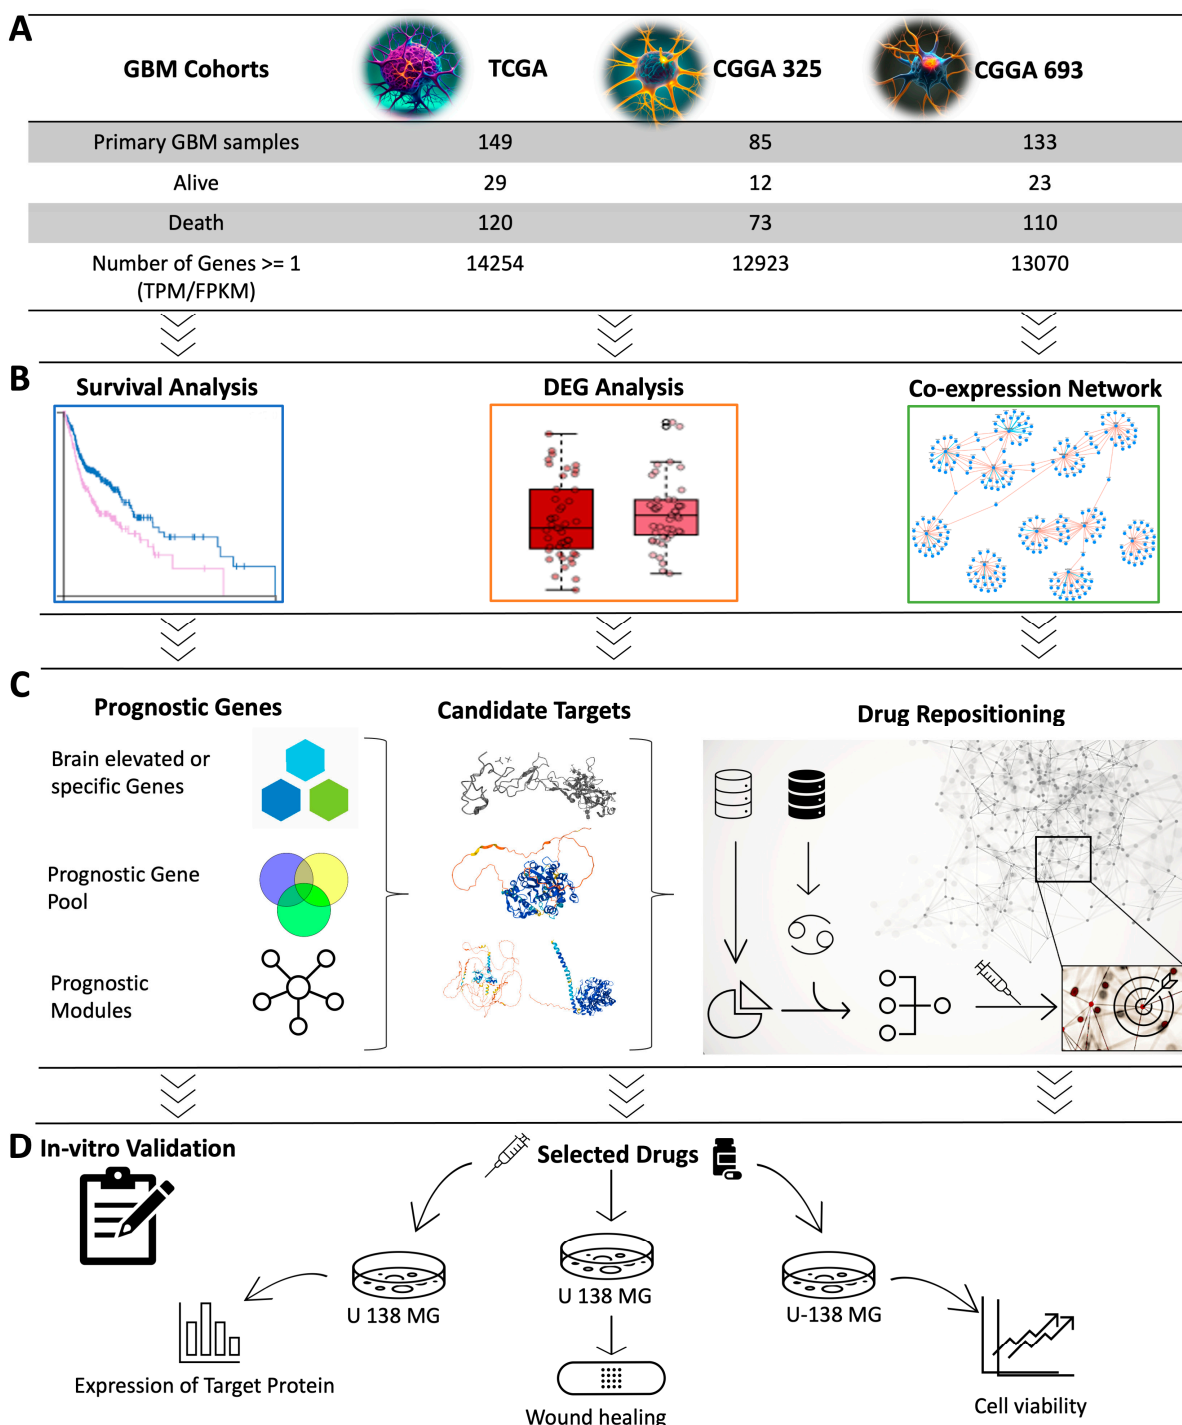 A
GBM Cohorts TCGA CGGA 325 CGGA 693
Primary GBM samples 149 85 133
Alive 29 12 23
Death 120 73 110
Number of Genes >= 1 14254 12923 13070
(TPM/FPKM)
B
Survival Analysis DEG Analysis Co-expression Network
C
Prognostic Genes Candidate Targets Drug Repositioning
Brain elevated or
specific Genes
Prognostic Gene
Pool
Prognostic
Modules
D In-vitro Validation Selected Drugs
U 138 MG U 138 MG U-138 MG
Expression of Target Protein
Wound healing
Cell viability